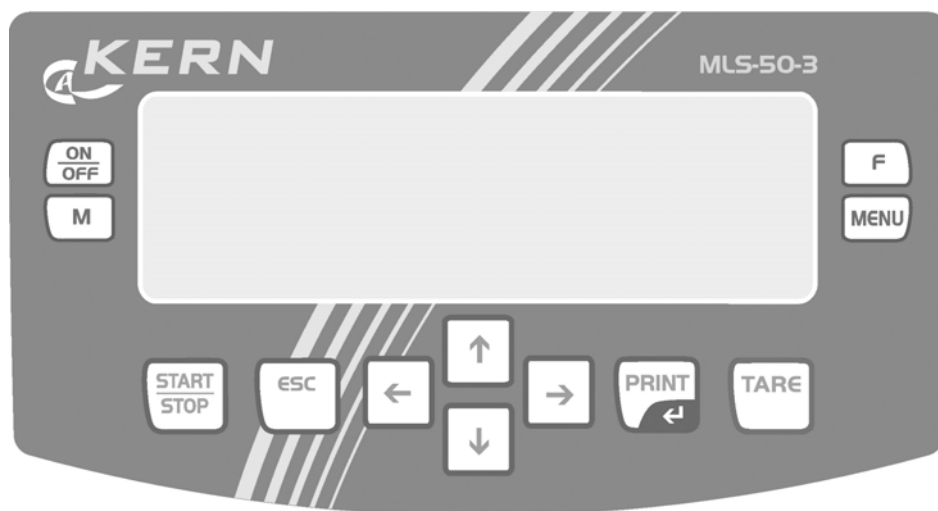 KERN
MLS-50-3
ON
OFF
F
M
MENU
START
STOP
ESC
↑
←
→
↓
PRINT
↵
TARE